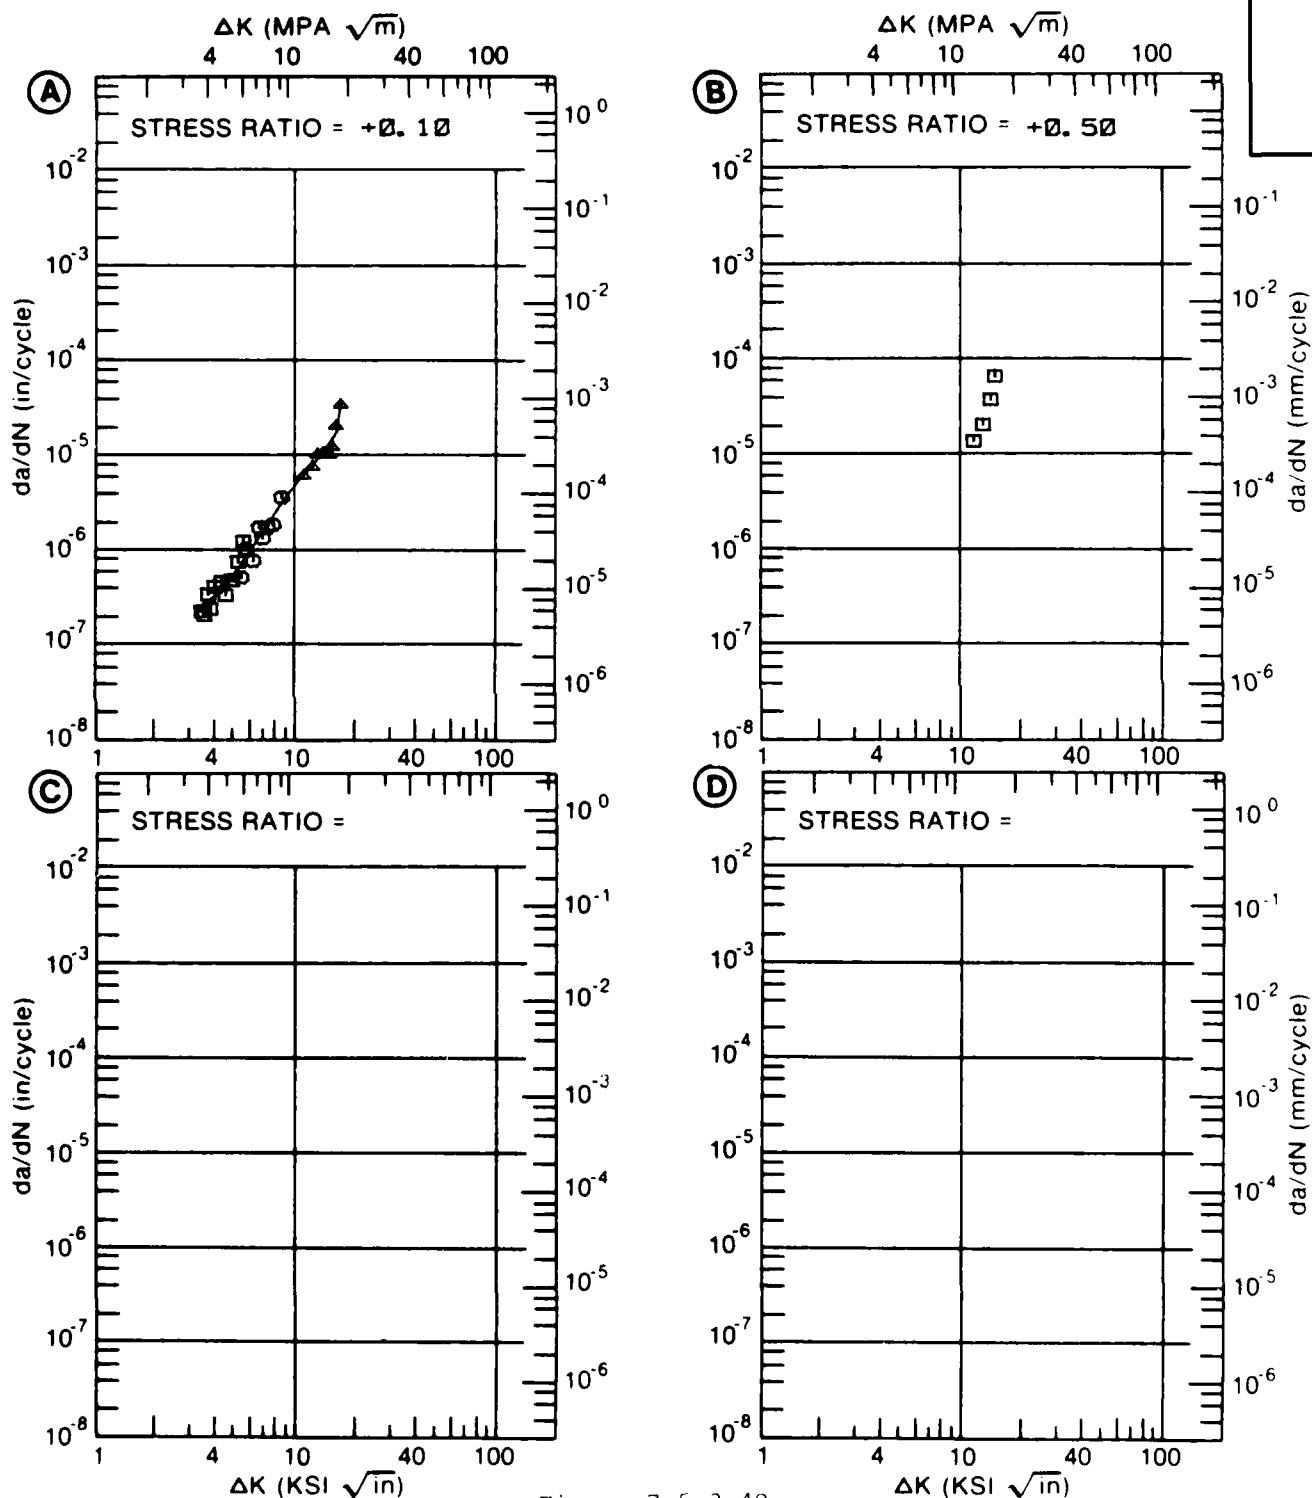 ΔK (MPA √m)
4 10 40 100
A
STRESS RATIO = +0.10
10^-2
10^-3
10^-4
10^-5
10^-6
10^-7
10^-8
da/dN (in/cycle)
10^0
10^-1
10^-2
10^-3
10^-4
10^-5
10^-6
1 4 10 40 100
ΔK (MPA √m)
4 10 40 100
B
STRESS RATIO = +0.50
10^-2
10^-3
10^-4
10^-5
10^-6
10^-7
10^-8
10^-1
10^-2
10^-3
10^-4
10^-5
10^-6
da/dN (mm/cycle)
1 4 10 40 100
C
STRESS RATIO =
10^-2
10^-3
10^-4
10^-5
10^-6
10^-7
10^-8
da/dN (in/cycle)
10^0
10^-1
10^-2
10^-3
10^-4
10^-5
10^-6
1 4 10 40 100
ΔK (KSI √in)
D
STRESS RATIO =
10^-2
10^-3
10^-4
10^-5
10^-6
10^-7
10^-8
10^0
10^-1
10^-2
10^-3
10^-4
10^-5
10^-6
da/dN (mm/cycle)
1 4 10 40 100
ΔK (KSI √in)